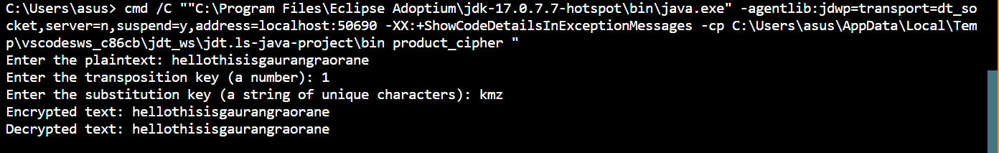 C:\Users\asus> cmd /C ""C:\Program Files\Eclipse Adoptium\jdk-17.0.7.7-hotspot\bin\java.exe" -agentlib:jdwp=transport=dt_so
cket,server=n,suspend=y,address=localhost:50690 -XX:+ShowCodeDetailsInExceptionMessages -cp C:\Users\asus\AppData\Local\Tem
p\vscodesws_c86cb\jdt_ws\jdt.ls-java-project\bin product_cipher "
Enter the plaintext: hellothisisgaurangraorane
Enter the transposition key (a number): 1
Enter the substitution key (a string of unique characters): kmz
Encrypted text: hellothisisgaurangraorane
Decrypted text: hellothisisgaurangraorane